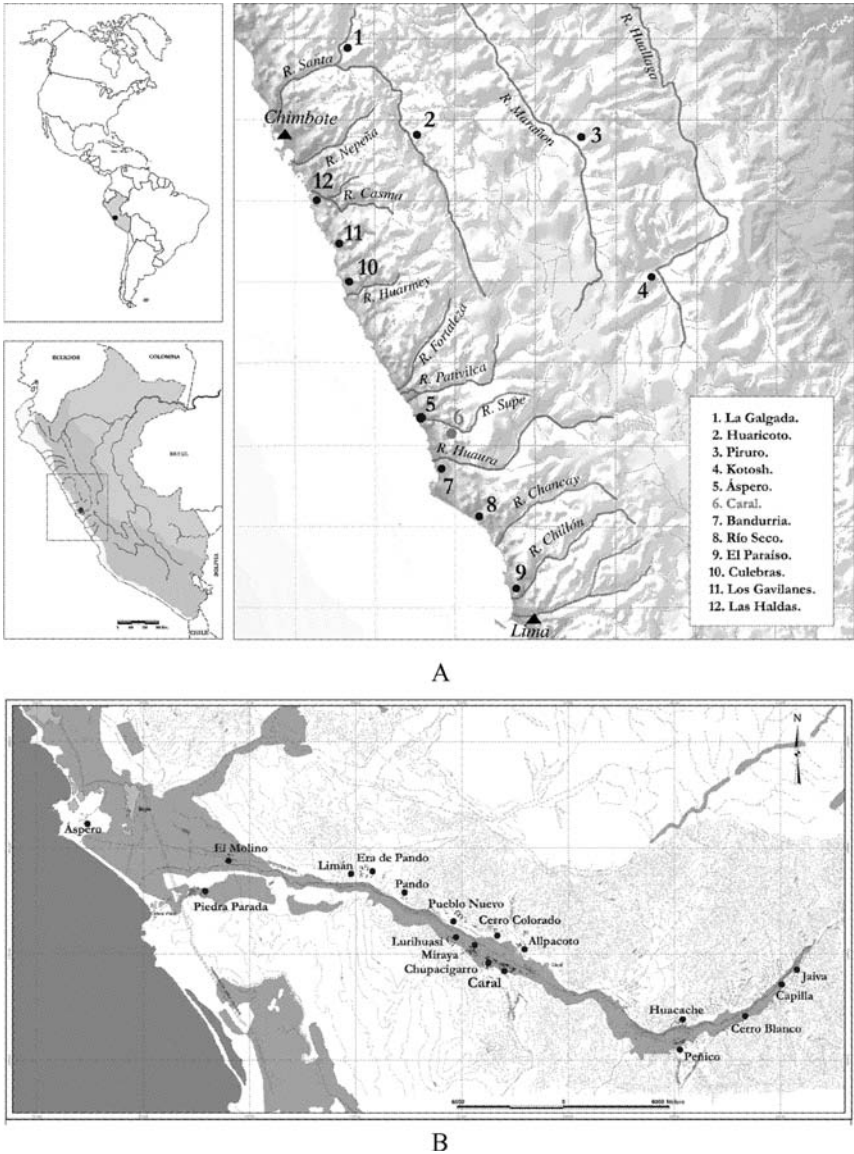 ECUADOR
COLOMBIA
BRASIL
BOLIVIA
CHILE
1
R. Santa
Chimbote
2
R. Nepeña
12
R. Casma
11
10
R. Huarmey
R. Marañon
3
R. Huallaga
4
R. Fortaleza
R. Pativilca
5
R. Supe
6
R. Huaura
7
8
R. Chancay
R. Chillón
9
Lima
1. La Galgada.
2. Huaricoto.
3. Piruro.
4. Kotosh.
5. Áspero.
6. Caral.
7. Bandurria.
8. Río Seco.
9. El Paraíso.
10. Culebras.
11. Los Gavilanes.
12. Las Haldas.
A
N
Áspero
El Molino
Piedra Parada
Limán
Era de Pando
Pando
Pueblo Nuevo
Cerro Colorado
Lurihuasi
Allpacoto
Miraya
Chupacigarro
Caral
Huacache
Peñico
Cerro Blanco
Capilla
Jaiva
B